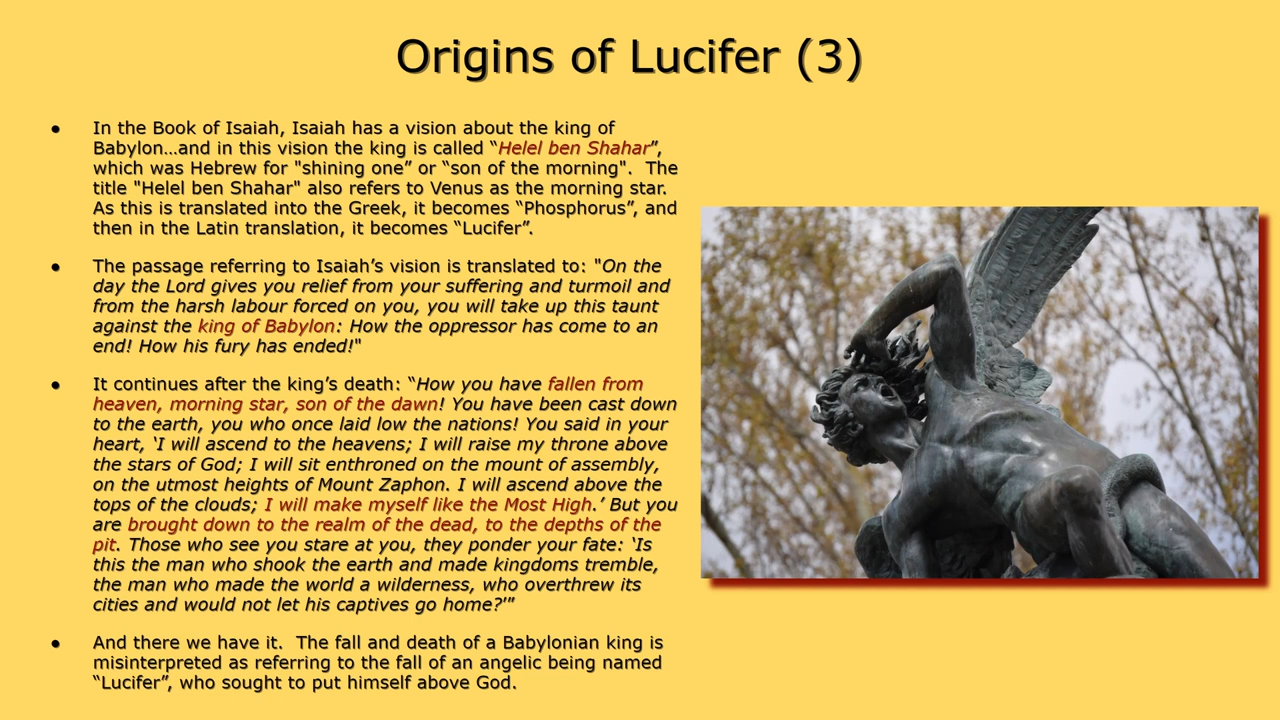 Origins of Lucifer (3)
● In the Book of Isaiah, Isaiah has a vision about the king of
Babylon…and in this vision the king is called “Helel ben Shahar”,
which was Hebrew for "shining one” or “son of the morning".  The
title "Helel ben Shahar" also refers to Venus as the morning star.
As this is translated into the Greek, it becomes “Phosphorus”, and
then in the Latin translation, it becomes “Lucifer”.
● The passage referring to Isaiah’s vision is translated to: "On the
day the Lord gives you relief from your suffering and turmoil and
from the harsh labour forced on you, you will take up this taunt
against the king of Babylon: How the oppressor has come to an
end! How his fury has ended!"
● It continues after the king’s death: “How you have fallen from
heaven, morning star, son of the dawn! You have been cast down
to the earth, you who once laid low the nations! You said in your
heart, ‘I will ascend to the heavens; I will raise my throne above
the stars of God; I will sit enthroned on the mount of assembly,
on the utmost heights of Mount Zaphon. I will ascend above the
tops of the clouds; I will make myself like the Most High.’ But you
are brought down to the realm of the dead, to the depths of the
pit. Those who see you stare at you, they ponder your fate: ‘Is
this the man who shook the earth and made kingdoms tremble,
the man who made the world a wilderness, who overthrew its
cities and would not let his captives go home?’”
● And there we have it.  The fall and death of a Babylonian king is
misinterpreted as referring to the fall of an angelic being named
“Lucifer”, who sought to put himself above God.